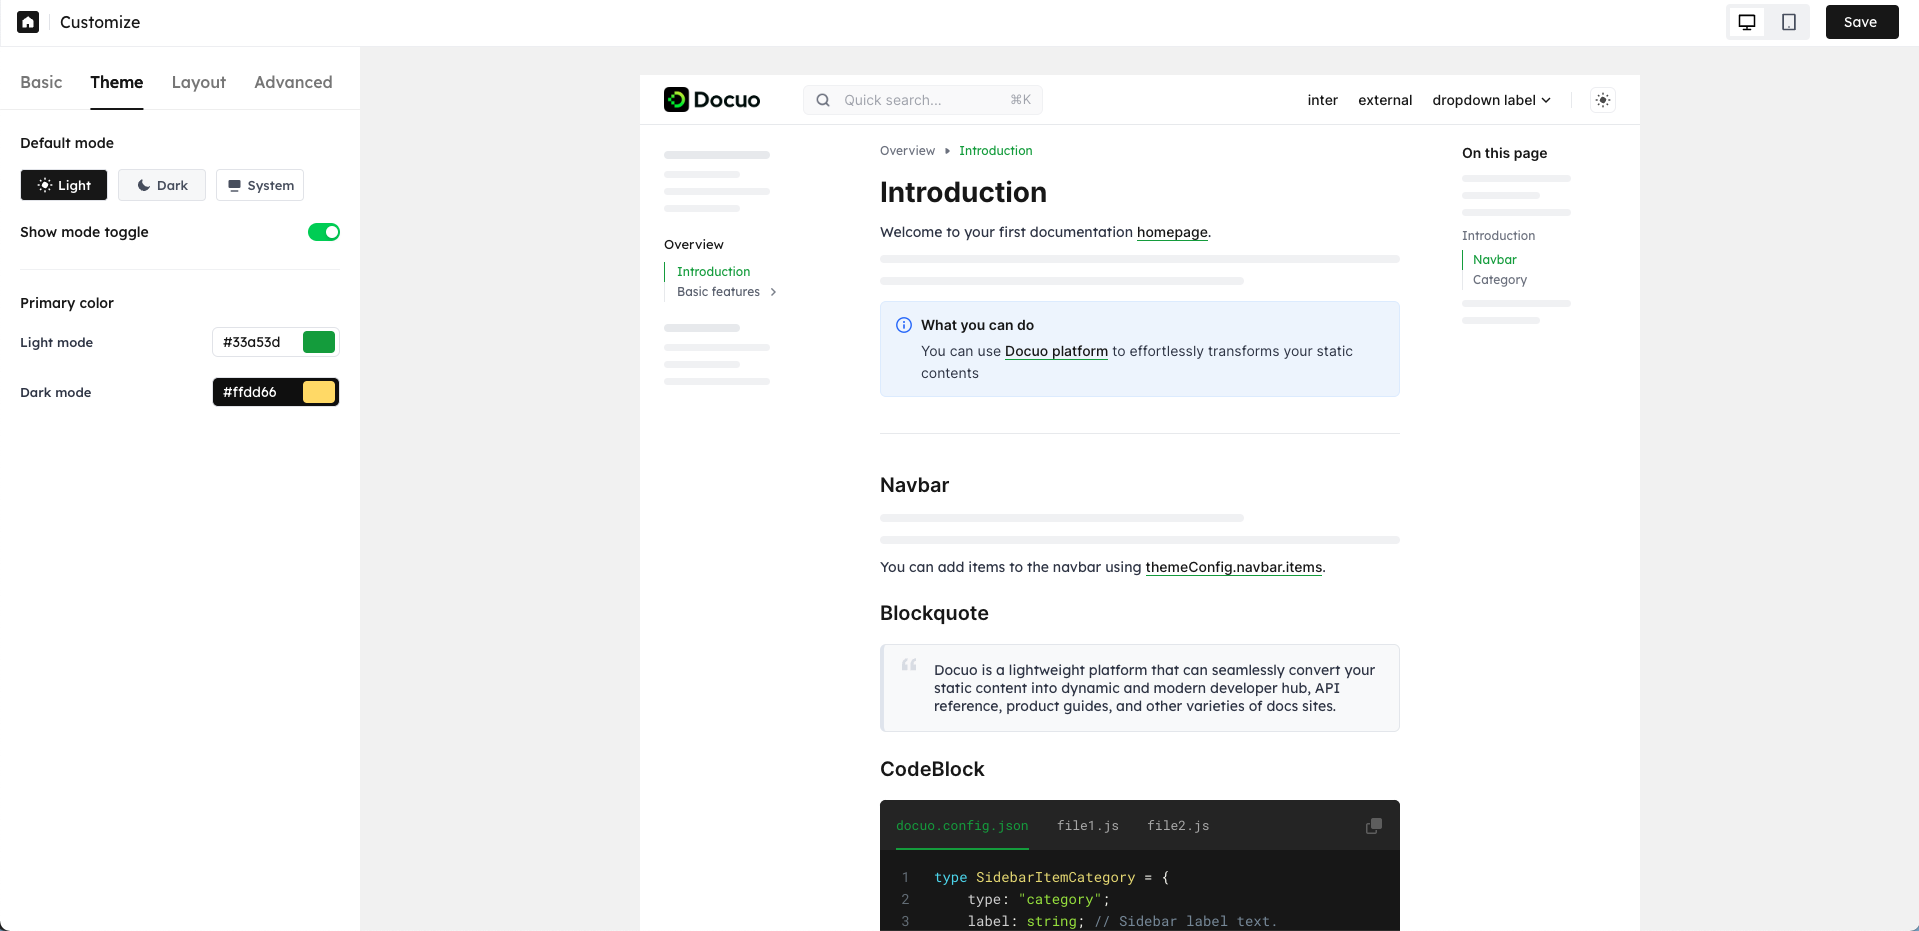 Customize
Save
Basic Theme Layout Advanced
Default mode
Light Dark System
Show mode toggle
Primary color
Light mode #33a53d
Dark mode #ffdd66
Docuo Quick search... ⌘K inter external dropdown label
Overview
Introduction
Basic features
Overview ▸ Introduction
Introduction
Welcome to your first documentation homepage.
What you can do
You can use Docuo platform to effortlessly transforms your static
contents
Navbar
You can add items to the navbar using themeConfig.navbar.items.
Blockquote
“ Docuo is a lightweight platform that can seamlessly convert your
static content into dynamic and modern developer hub, API
reference, product guides, and other varieties of docs sites.
CodeBlock
docuo.config.json file1.js file2.js
1 type SidebarItemCategory = {
2 type: "category";
3 label: string; // Sidebar label text.
On this page
Introduction
Navbar
Category